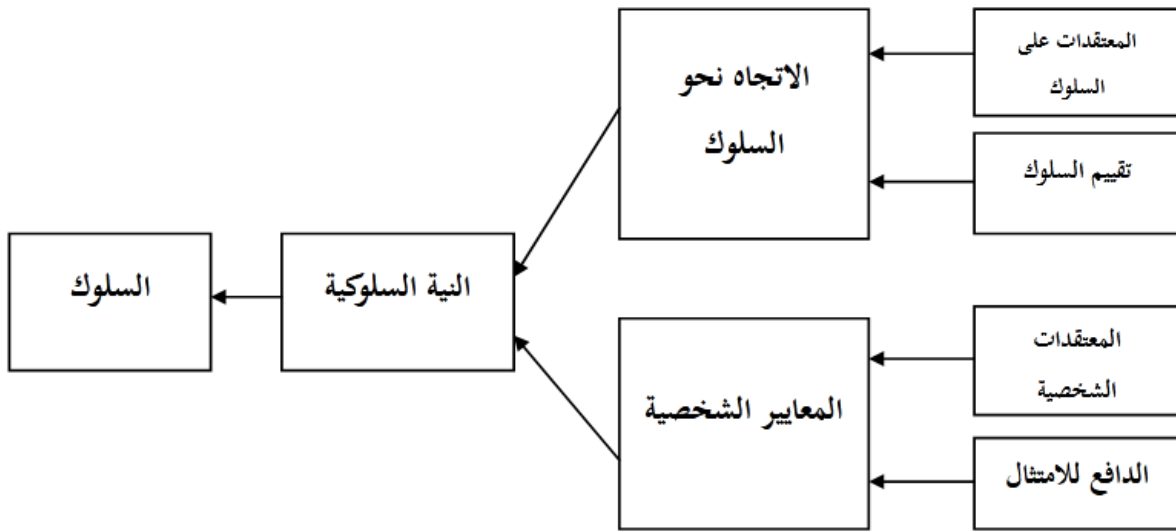 المعتقدات على
السلوك
تقييم السلوك
الاتجاه نحو
السلوك
المعتقدات
الشخصية
الدافع للامتثال
المعايير الشخصية
النية السلوكية
السلوك